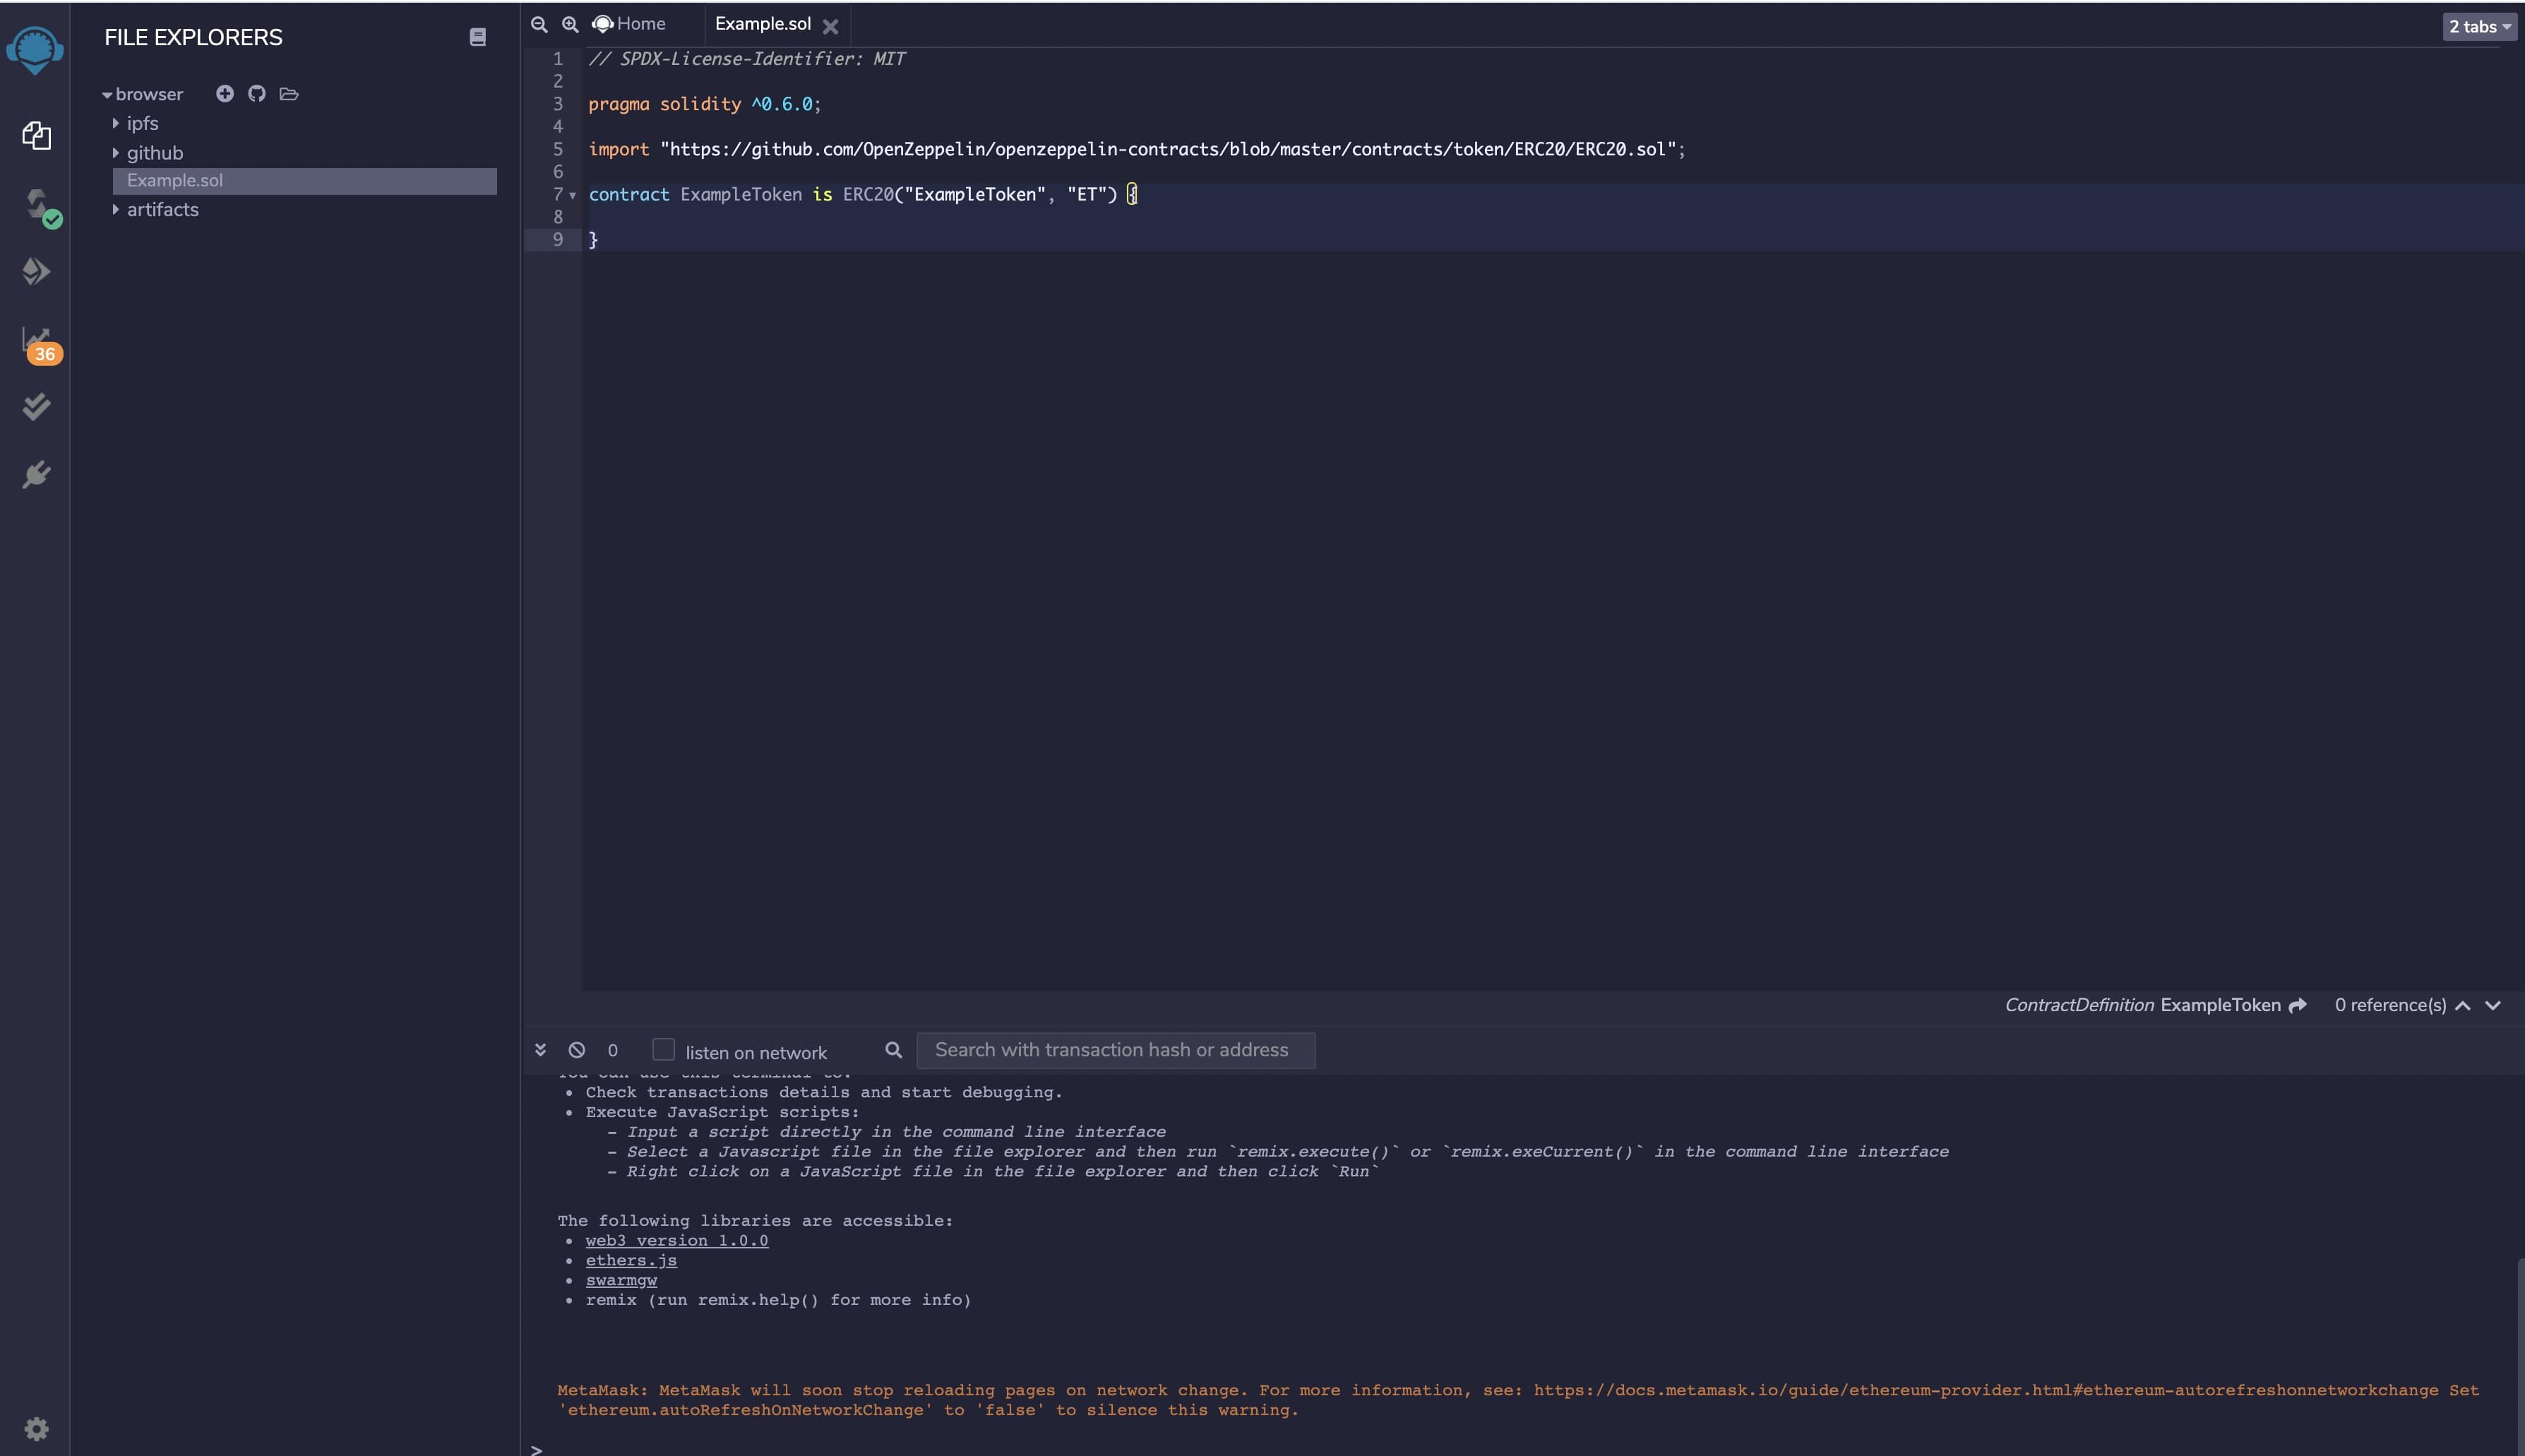 FILE EXPLORERS
browser
ipfs
github
Example.sol
artifacts
36
Home
Example.sol
2 tabs
1 // SPDX-License-Identifier: MIT
2
3 pragma solidity ^0.6.0;
4
5 import "https://github.com/OpenZeppelin/openzeppelin-contracts/blob/master/contracts/token/ERC20/ERC20.sol";
6
7 contract ExampleToken is ERC20("ExampleToken", "ET") {
8
9 }
ContractDefinition ExampleToken 0 reference(s)
0 listen on network Search with transaction hash or address
You can use this terminal to:
• Check transactions details and start debugging.
• Execute JavaScript scripts:
- Input a script directly in the command line interface
- Select a Javascript file in the file explorer and then run `remix.execute()` or `remix.exeCurrent()` in the command line interface
- Right click on a JavaScript file in the file explorer and then click `Run`
The following libraries are accessible:
• web3 version 1.0.0
• ethers.js
• swarmgw
• remix (run remix.help() for more info)
MetaMask: MetaMask will soon stop reloading pages on network change. For more information, see: https://docs.metamask.io/guide/ethereum-provider.html#ethereum-autorefreshonnetworkchange Set
'ethereum.autoRefreshOnNetworkChange' to 'false' to silence this warning.
>